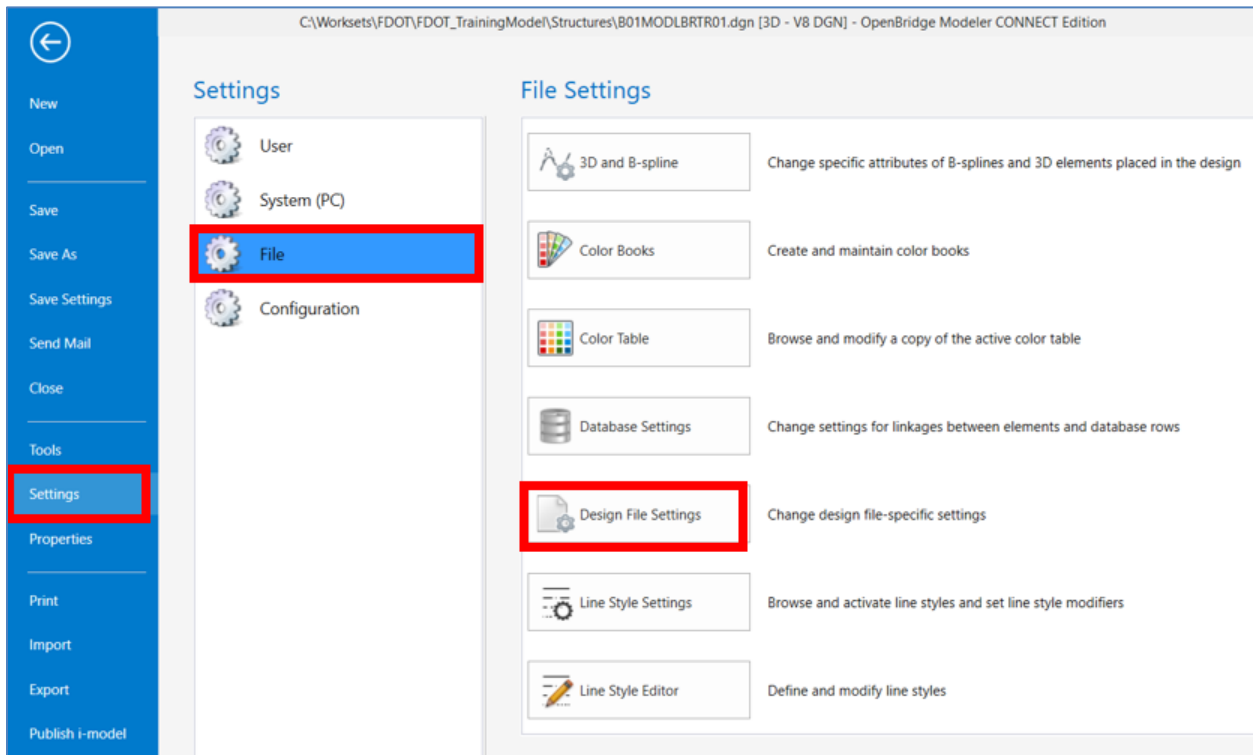 C:\Worksets\FDOT\FDOT_TrainingModel\Structures\B01MODLBRTR01.dgn [3D - V8 DGN] - OpenBridge Modeler CONNECT Edition
New
Open
Save
Save As
Save Settings
Send Mail
Close
Tools
Settings
Properties
Print
Import
Export
Publish i-model
Settings
User
System (PC)
File
Configuration
File Settings
3D and B-spline Change specific attributes of B-splines and 3D elements placed in the design
Color Books Create and maintain color books
Color Table Browse and modify a copy of the active color table
Database Settings Change settings for linkages between elements and database rows
Design File Settings Change design file-specific settings
Line Style Settings Browse and activate line styles and set line style modifiers
Line Style Editor Define and modify line styles